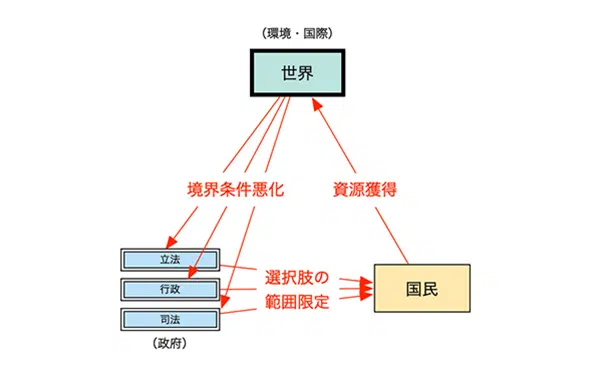 （環境・国際）
世界
境界条件悪化
資源獲得
立法
行政
司法
（政府）
選択肢の
範囲限定
国民